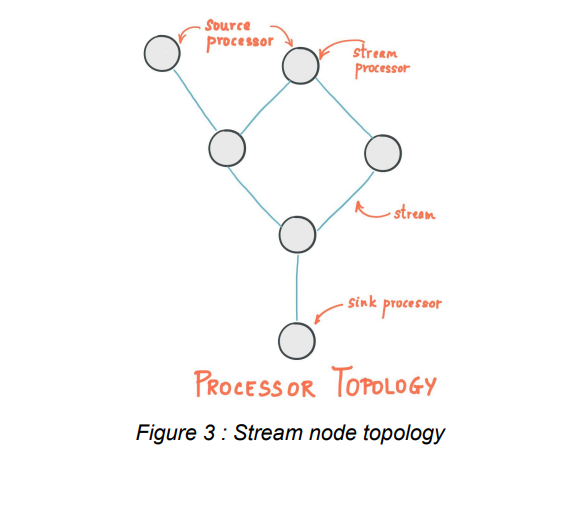 Source
processor
stream
processor
stream
sink processor
PROCESSOR TOPOLOGY
Figure 3 : Stream node topology